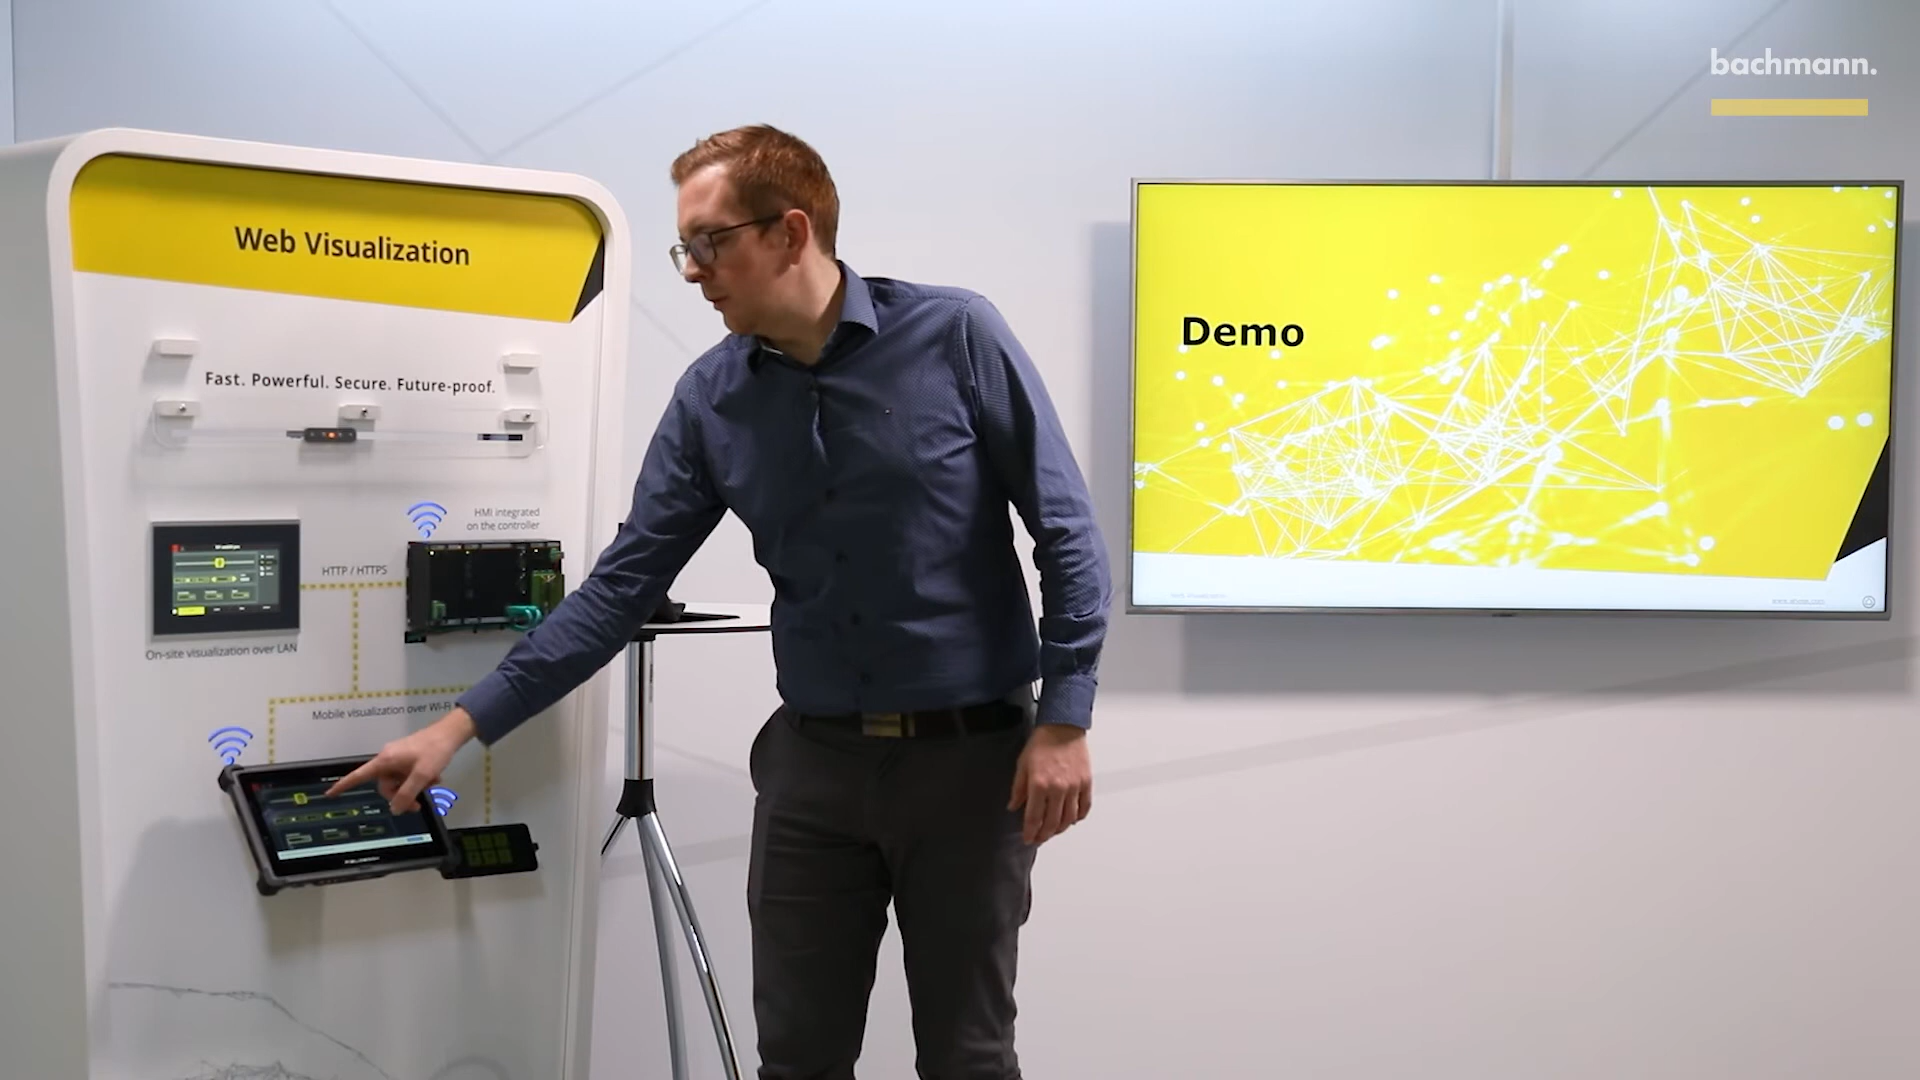 bachmann.
Web Visualization
Fast. Powerful. Secure. Future-proof.
HMI integrated
on the controller
HTTP / HTTPS
On-site visualization over LAN
Mobile visualization over Wi-Fi
Demo